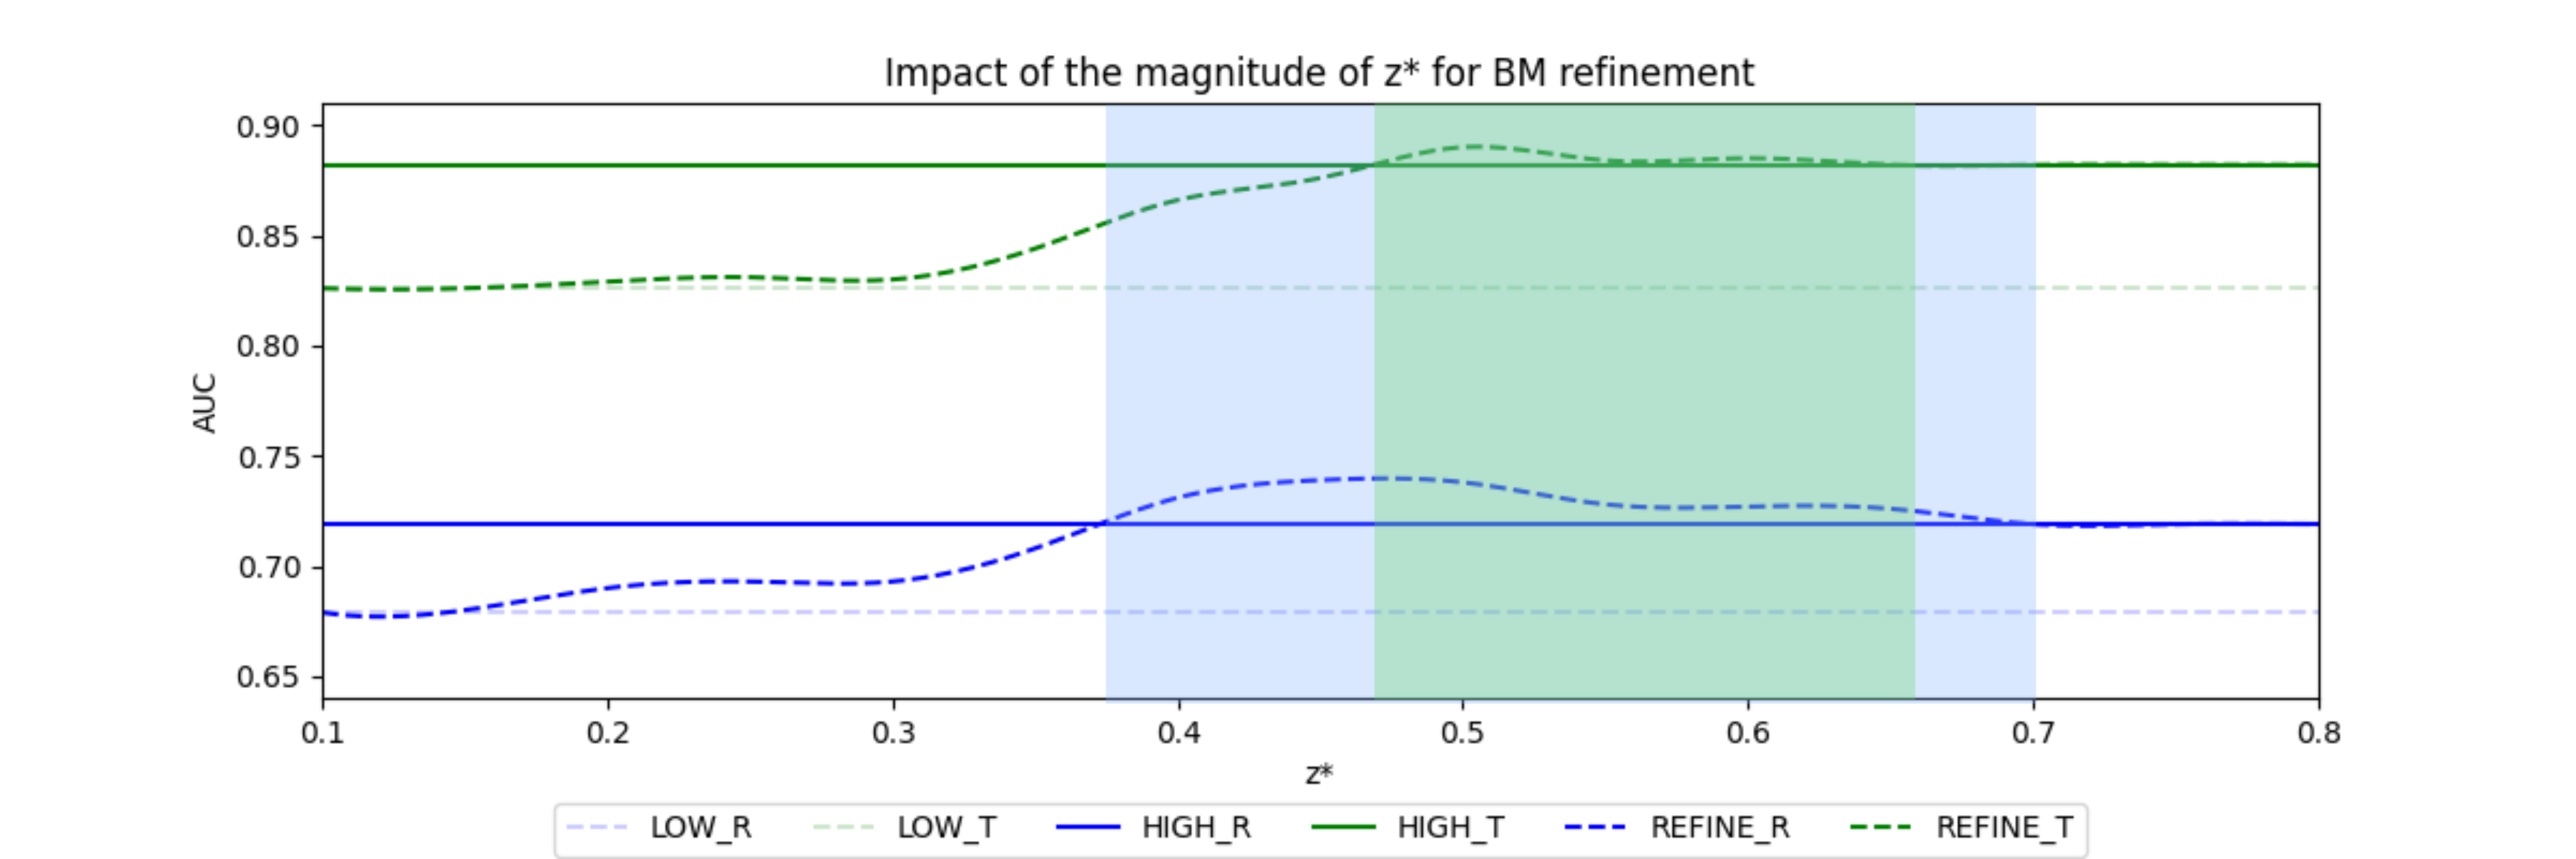 Impact of the magnitude of z* for BM refinement
0.90
0.85
0.80
0.75
0.70
0.65
AUC
0.1 0.2 0.3 0.4 0.5 0.6 0.7 0.8
z*
LOW_R LOW_T HIGH_R HIGH_T REFINE_R REFINE_T